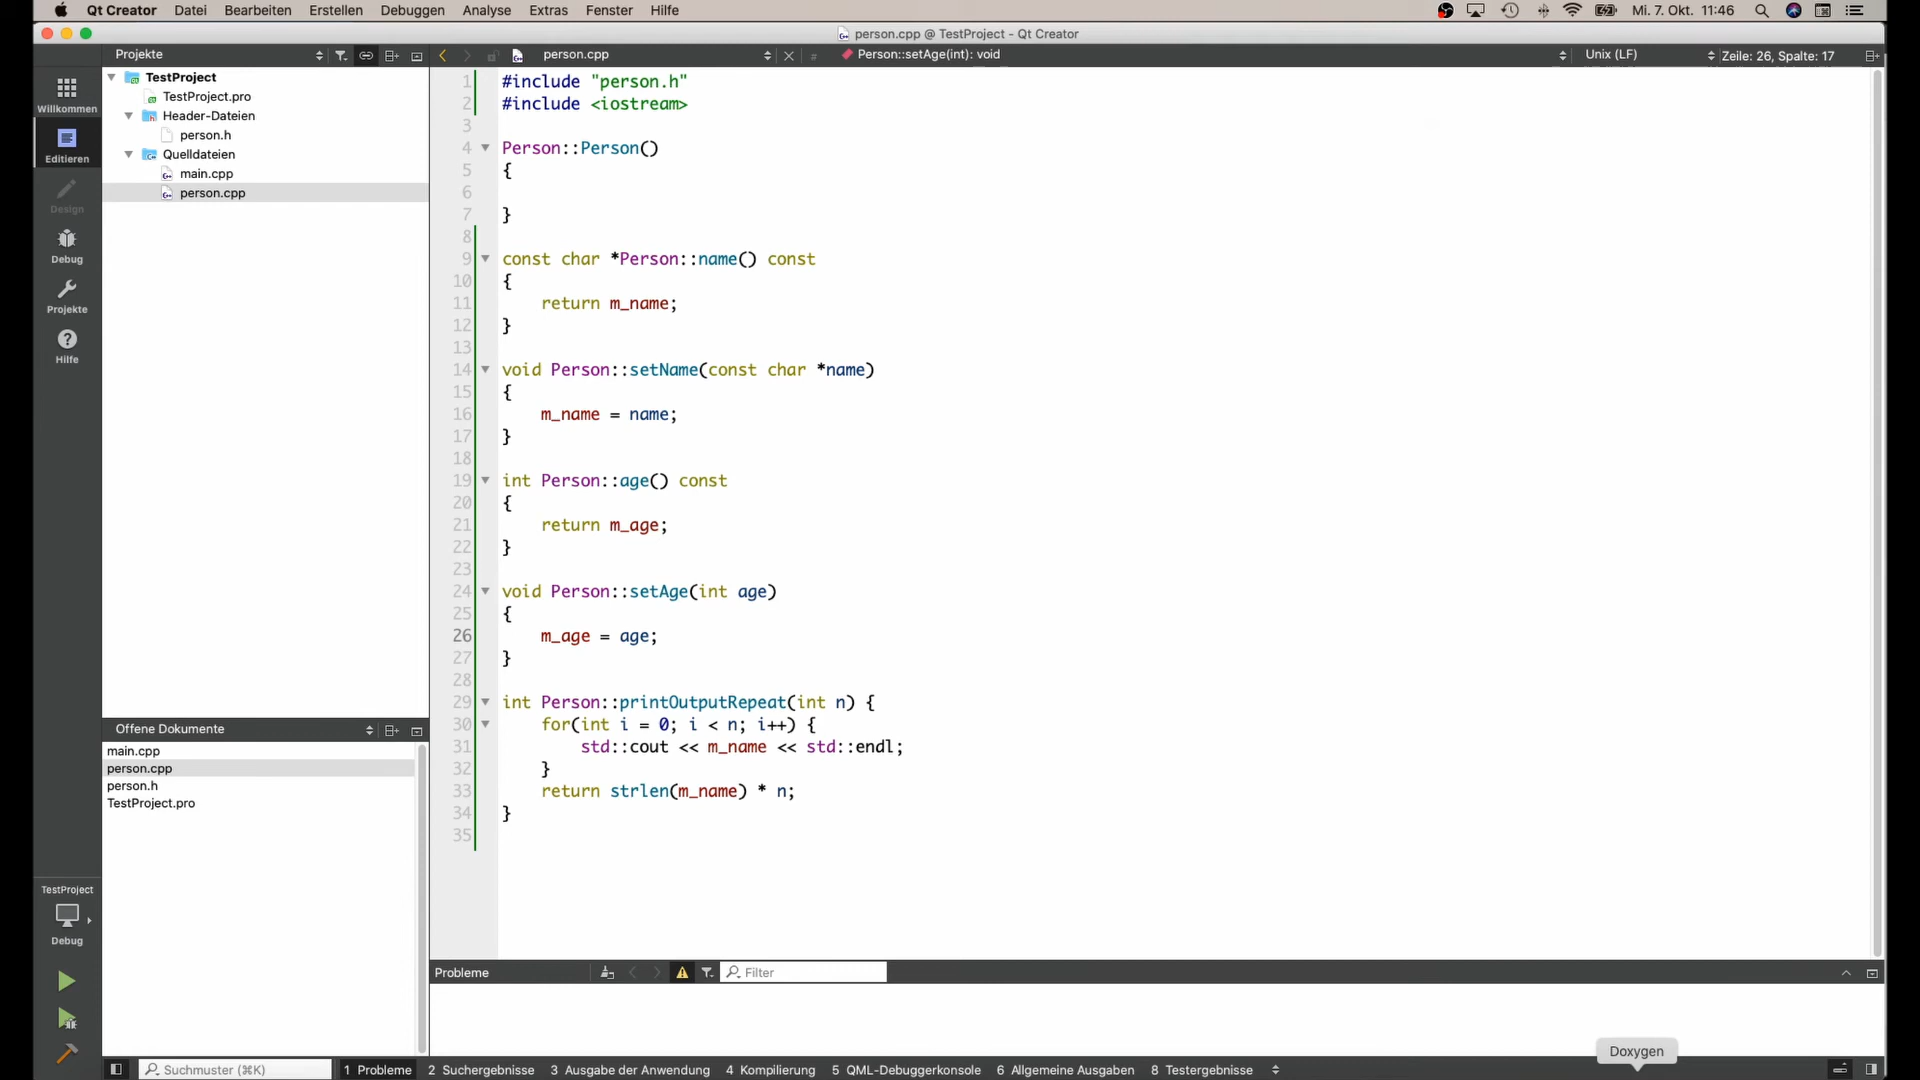 Qt Creator Datei Bearbeiten Erstellen Debuggen Analyse Extras Fenster Hilfe Mi. 7. Okt. 11:46
person.cpp @ TestProject - Qt Creator
Projekte person.cpp Person::setAge(int): void Unix (LF) Zeile: 26, Spalte: 17
Willkommen
Editieren
Design
Debug
Projekte
Hilfe
TestProject
TestProject.pro
Header-Dateien
person.h
Quelldateien
main.cpp
person.cpp
1 #include "person.h"
2 #include <iostream>
3
4 Person::Person()
5 {
6
7 }
8
9 const char *Person::name() const
10 {
11 return m_name;
12 }
13
14 void Person::setName(const char *name)
15 {
16 m_name = name;
17 }
18
19 int Person::age() const
20 {
21 return m_age;
22 }
23
24 void Person::setAge(int age)
25 {
26 m_age = age;
27 }
28
29 int Person::printOutputRepeat(int n) {
30 for(int i = 0; i < n; i++) {
31 std::cout << m_name << std::endl;
32 }
33 return strlen(m_name) * n;
34 }
35
Offene Dokumente
main.cpp
person.cpp
person.h
TestProject.pro
TestProject
Debug
Probleme Filter
Doxygen
Suchmuster (⌘K) 1 Probleme 2 Suchergebnisse 3 Ausgabe der Anwendung 4 Kompilierung 5 QML-Debuggerkonsole 6 Allgemeine Ausgaben 8 Testergebnisse